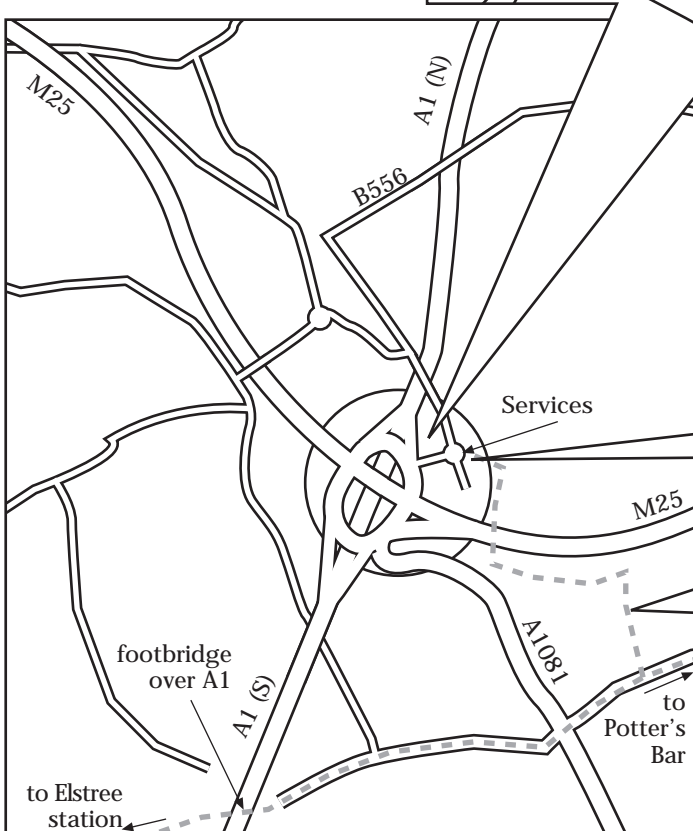 M25
A1 (N)
B556
Services
M25
A1081
footbridge
over A1
A1 (S)
to
Potter's
Bar
to Elstree
station